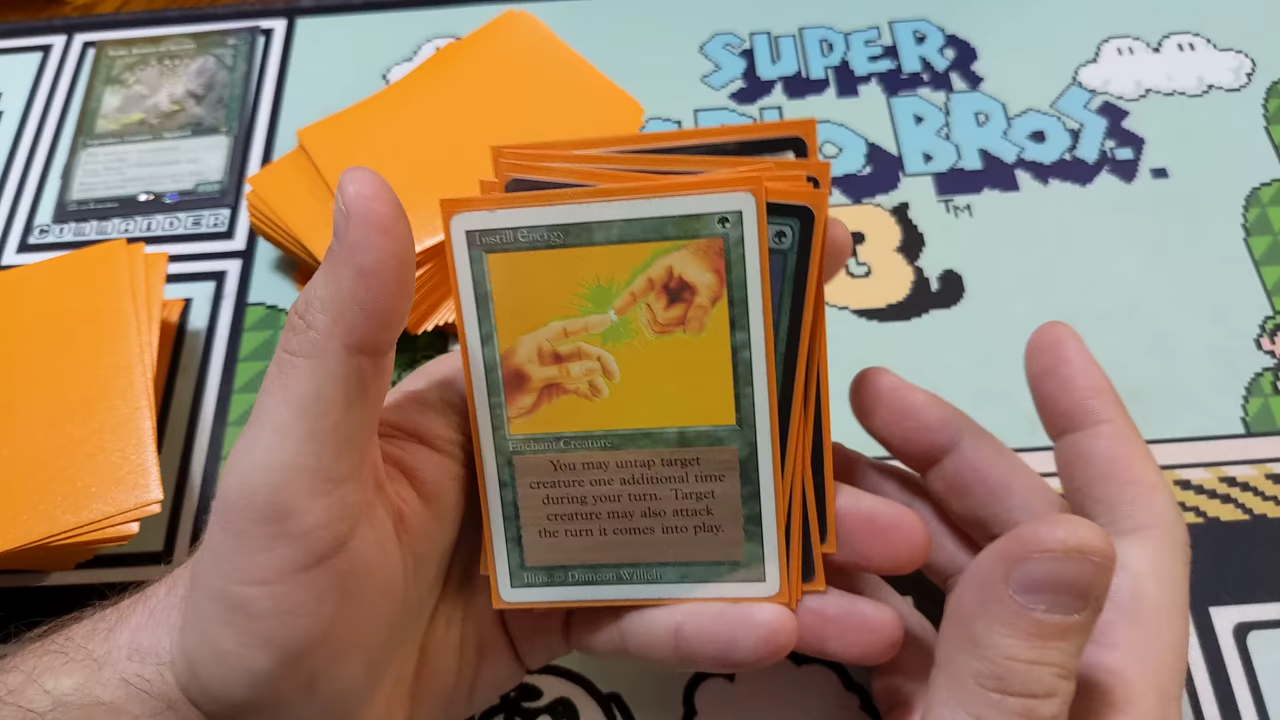 SUPER
BROS.
TM
3
COMMANDER
Instill Energy
Enchant Creature
You may untap target
creature one additional time
during your turn. Target
creature may also attack
the turn it comes into play.
Illus. © Dameon Willich